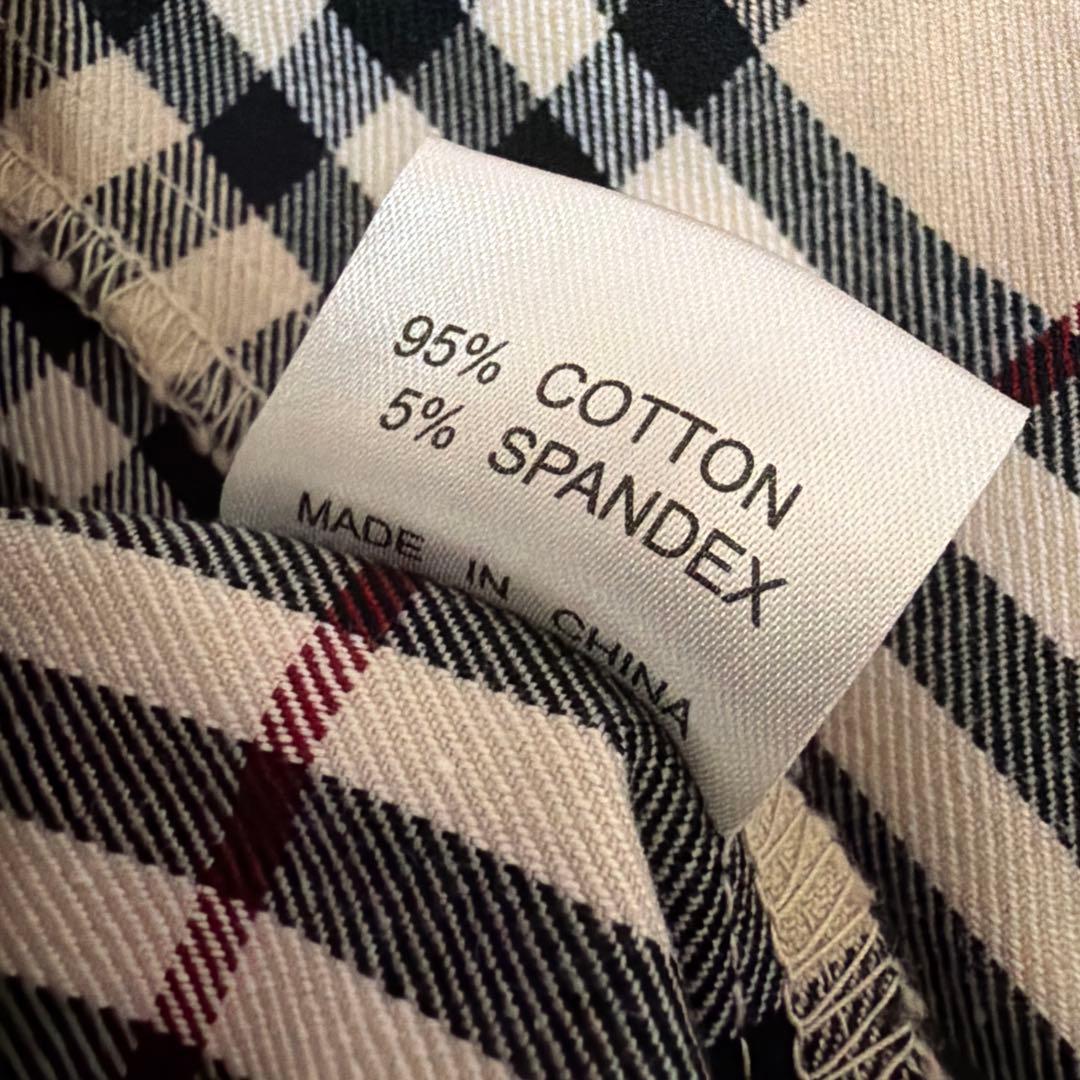 95% COTTON
5% SPANDEX
MADE IN CHINA